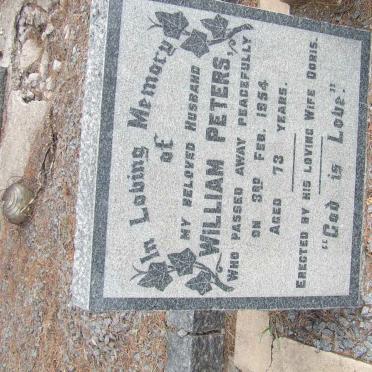 In Loving Memory
of
MY BELOVED HUSBAND
WILLIAM PETERS,
WHO PASSED AWAY PEACEFULLY
ON 3RD FEB. 1954
AGED 73 YEARS.
ERECTED BY HIS LOVING WIFE DORIS.
"God is Love."